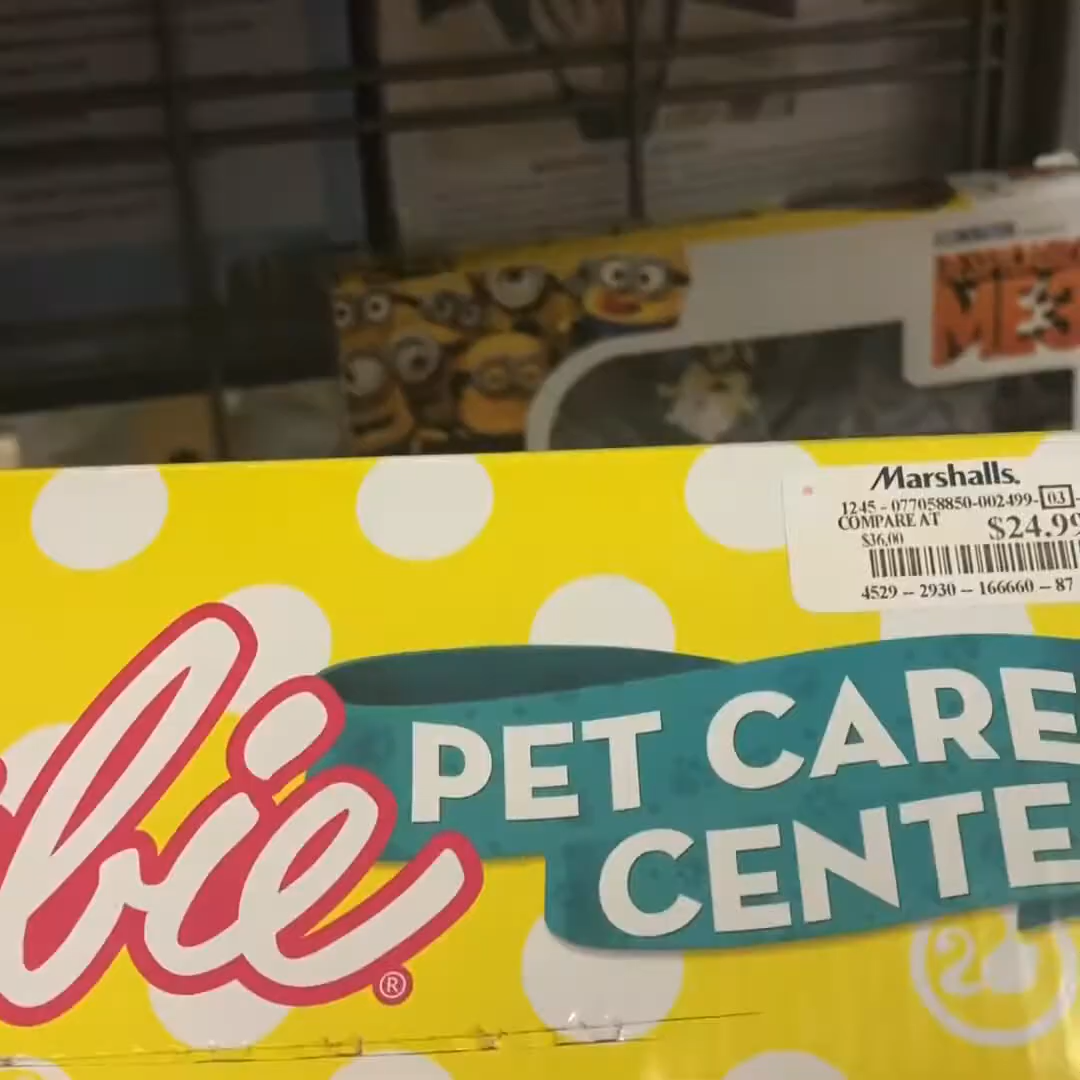 ME3
Marshalls.
1245 - 077058850-002499-03-
COMPARE AT
$24.99
$36.00
4529 - 2930 - 166660 - 87
bie
PET CARE
CENTE
®